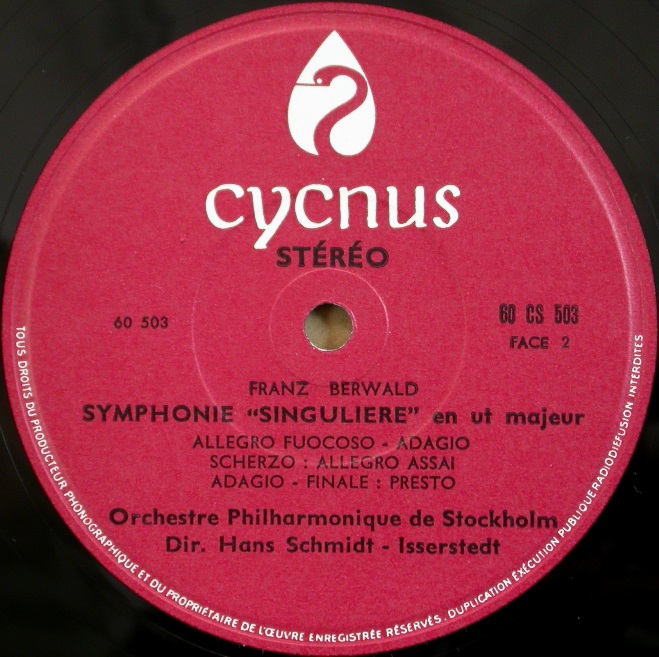 cycnus
STÉRÉO
60 503
60 CS 503
FACE 2
FRANZ BERWALD
SYMPHONIE "SINGULIERE" en ut majeur
ALLEGRO FUOCOSO - ADAGIO
SCHERZO : ALLEGRO ASSAI
ADAGIO - FINALE : PRESTO
Orchestre Philharmonique de Stockholm
Dir. Hans Schmidt - Isserstedt
TOUS DROITS DU PRODUCTEUR PHONOGRAPHIQUE ET DU PROPRIÉTAIRE DE L'ŒUVRE ENREGISTRÉE RÉSERVÉS. DUPLICATION EXÉCUTION PUBLIQUE RADIODIFFUSION INTERDITES